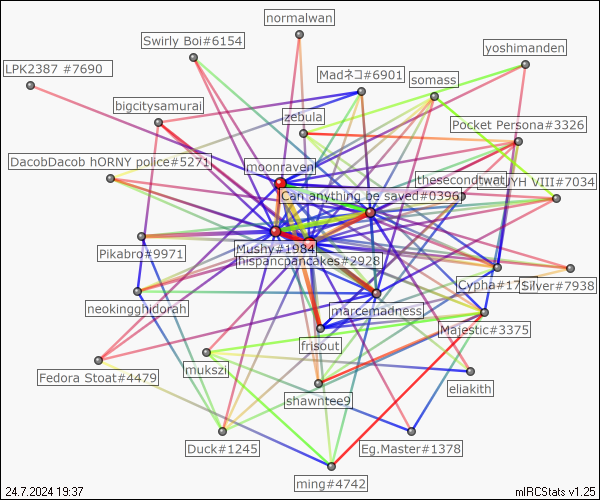 normalwan
Swirly Boi#6154
yoshimanden
LPK2387 #7690
Madネコ#6901
somass
bigcitysamurai
zebula
Pocket Persona#3326
DacobDacob hORNY police#5271
moonraven
thesecondtwat
YH VIII#7034
Can anything be saved#0396
Pikabro#9971
Mushy#1984
hispancpancakes#2928
Cypha#17
Silver#7938
neokingghidorah
marcemadness
Majestic#3375
frisout
Fedora Stoat#4479
mukszi
eliakith
shawntee9
Duck#1245
Eg.Master#1378
ming#4742
24.7.2024 19:37
mIRCStats v1.25